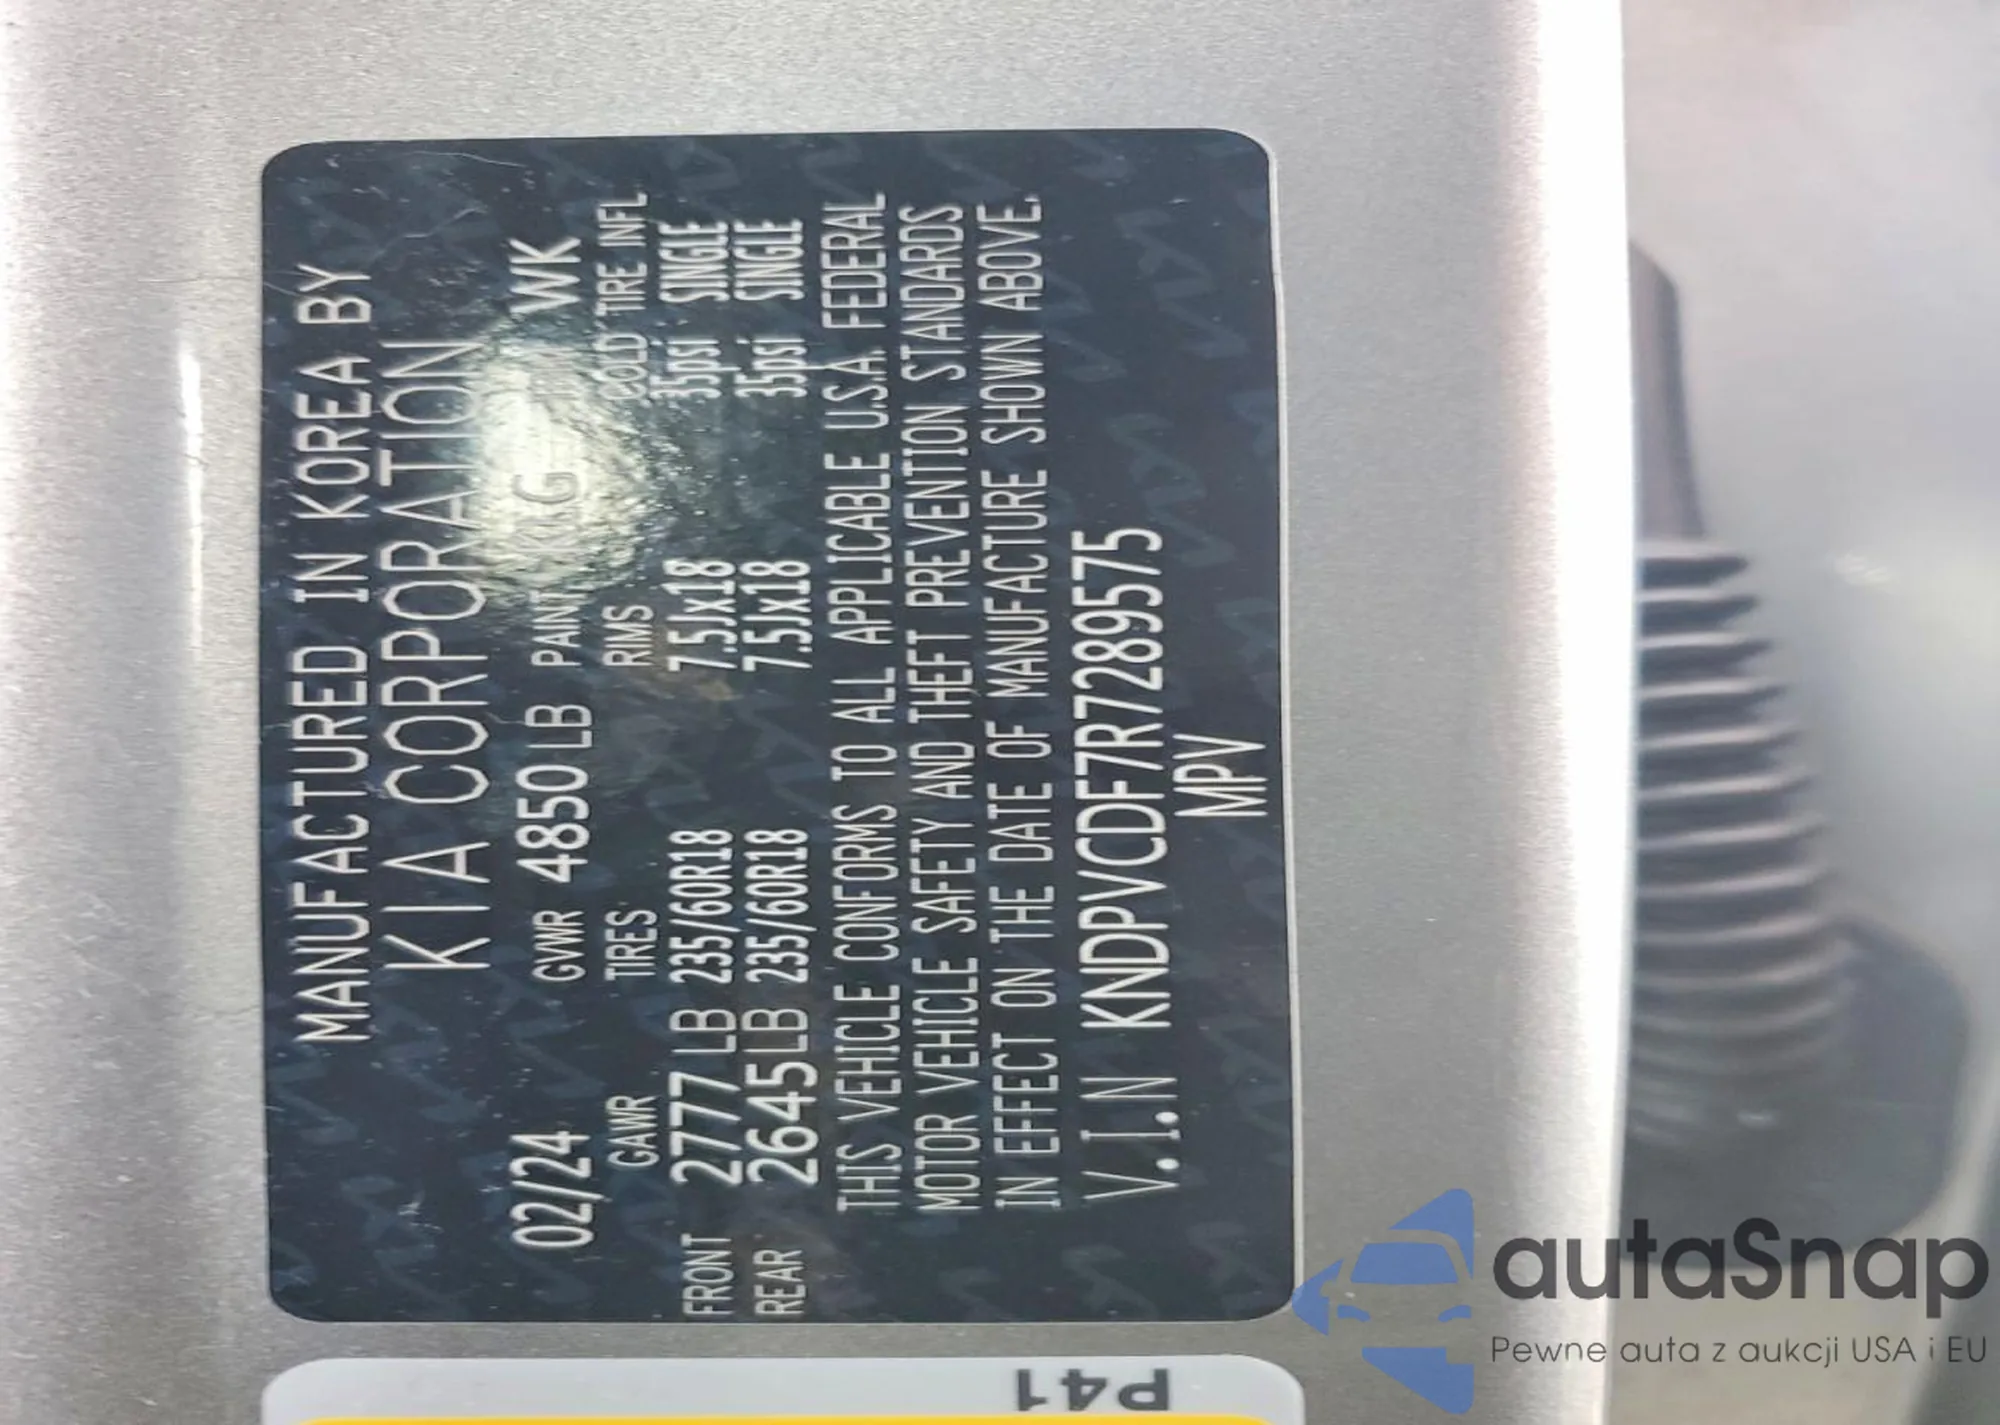 MANUFACTURED IN KOREA BY
KIA CORPORATION
02/24 GVWR 4850 LB PAINT KLG WK
GAWR TIRES RIMS COLD TIRE INFL
FRONT 2777 LB 235/60R18 7.5Jx18 35psi SINGLE
REAR 2645 LB 235/60R18 7.5Jx18 35psi SINGLE
THIS VEHICLE CONFORMS TO ALL APPLICABLE U.S.A. FEDERAL
MOTOR VEHICLE SAFETY AND THEFT PREVENTION STANDARDS
IN EFFECT ON THE DATE OF MANUFACTURE SHOWN ABOVE.
V.I.N KNDPVCDF7R7289575
MPV
P41
autaSnap
Pewne auta z aukcji USA i EU